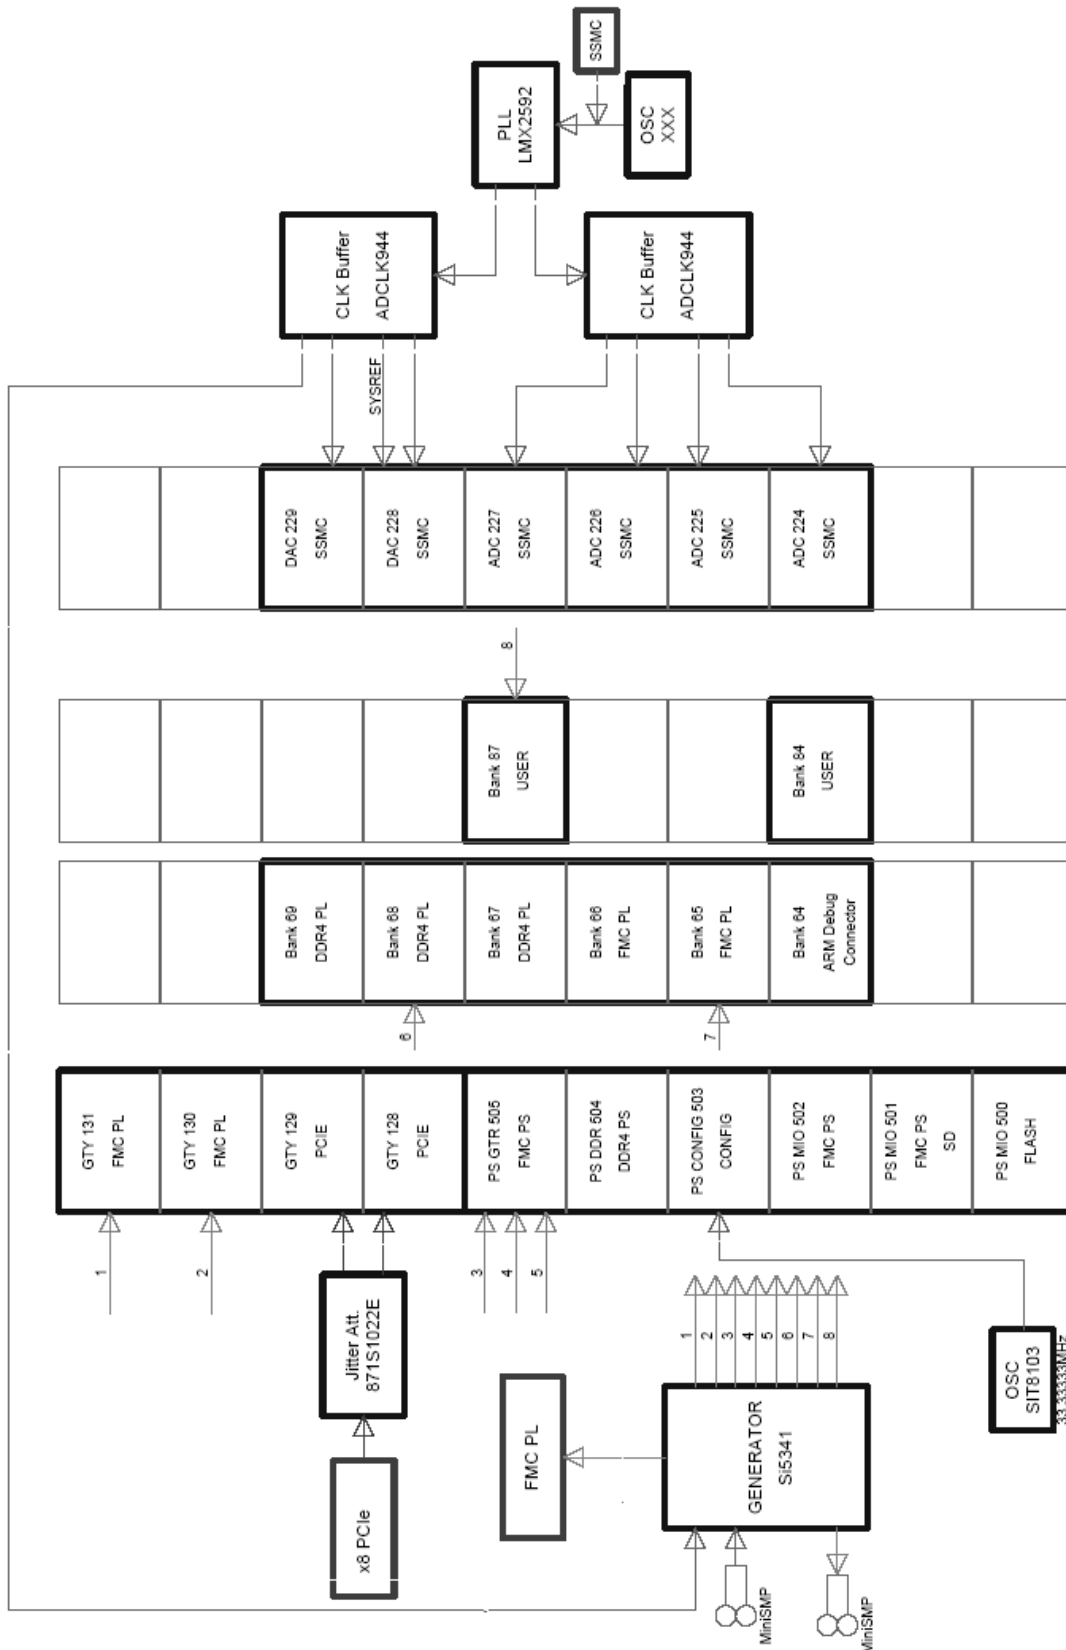 SSMC
PLL
LMX2592
OSC
XXX
CLK Buffer
ADCLK944
CLK Buffer
ADCLK944
SYSREF
DAC 229
SSMC
DAC 228
SSMC
ADC 227
SSMC
ADC 226
SSMC
ADC 225
SSMC
ADC 224
SSMC
8
Bank 87
USER
Bank 84
USER
Bank 69
DDR4 PL
Bank 68
DDR4 PL
Bank 67
DDR4 PL
Bank 66
FMC PL
Bank 65
FMC PL
Bank 64
ARM Debug
Connector
6
7
GTY 131
FMC PL
GTY 130
FMC PL
GTY 129
PCIE
GTY 128
PCIE
PS GTR 505
FMC PS
PS DDR 504
DDR4 PS
PS CONFIG 503
CONFIG
PS MIO 502
FMC PS
PS MIO 501
FMC PS
SD
PS MIO 500
FLASH
1
2
3
4
5
Jitter Att.
871S1022E
1
2
3
4
5
6
7
8
OSC
SIT8103
33.33333MHz
x8 PCIe
FMC PL
GENERATOR
Si5341
MiniSMP
MiniSMP